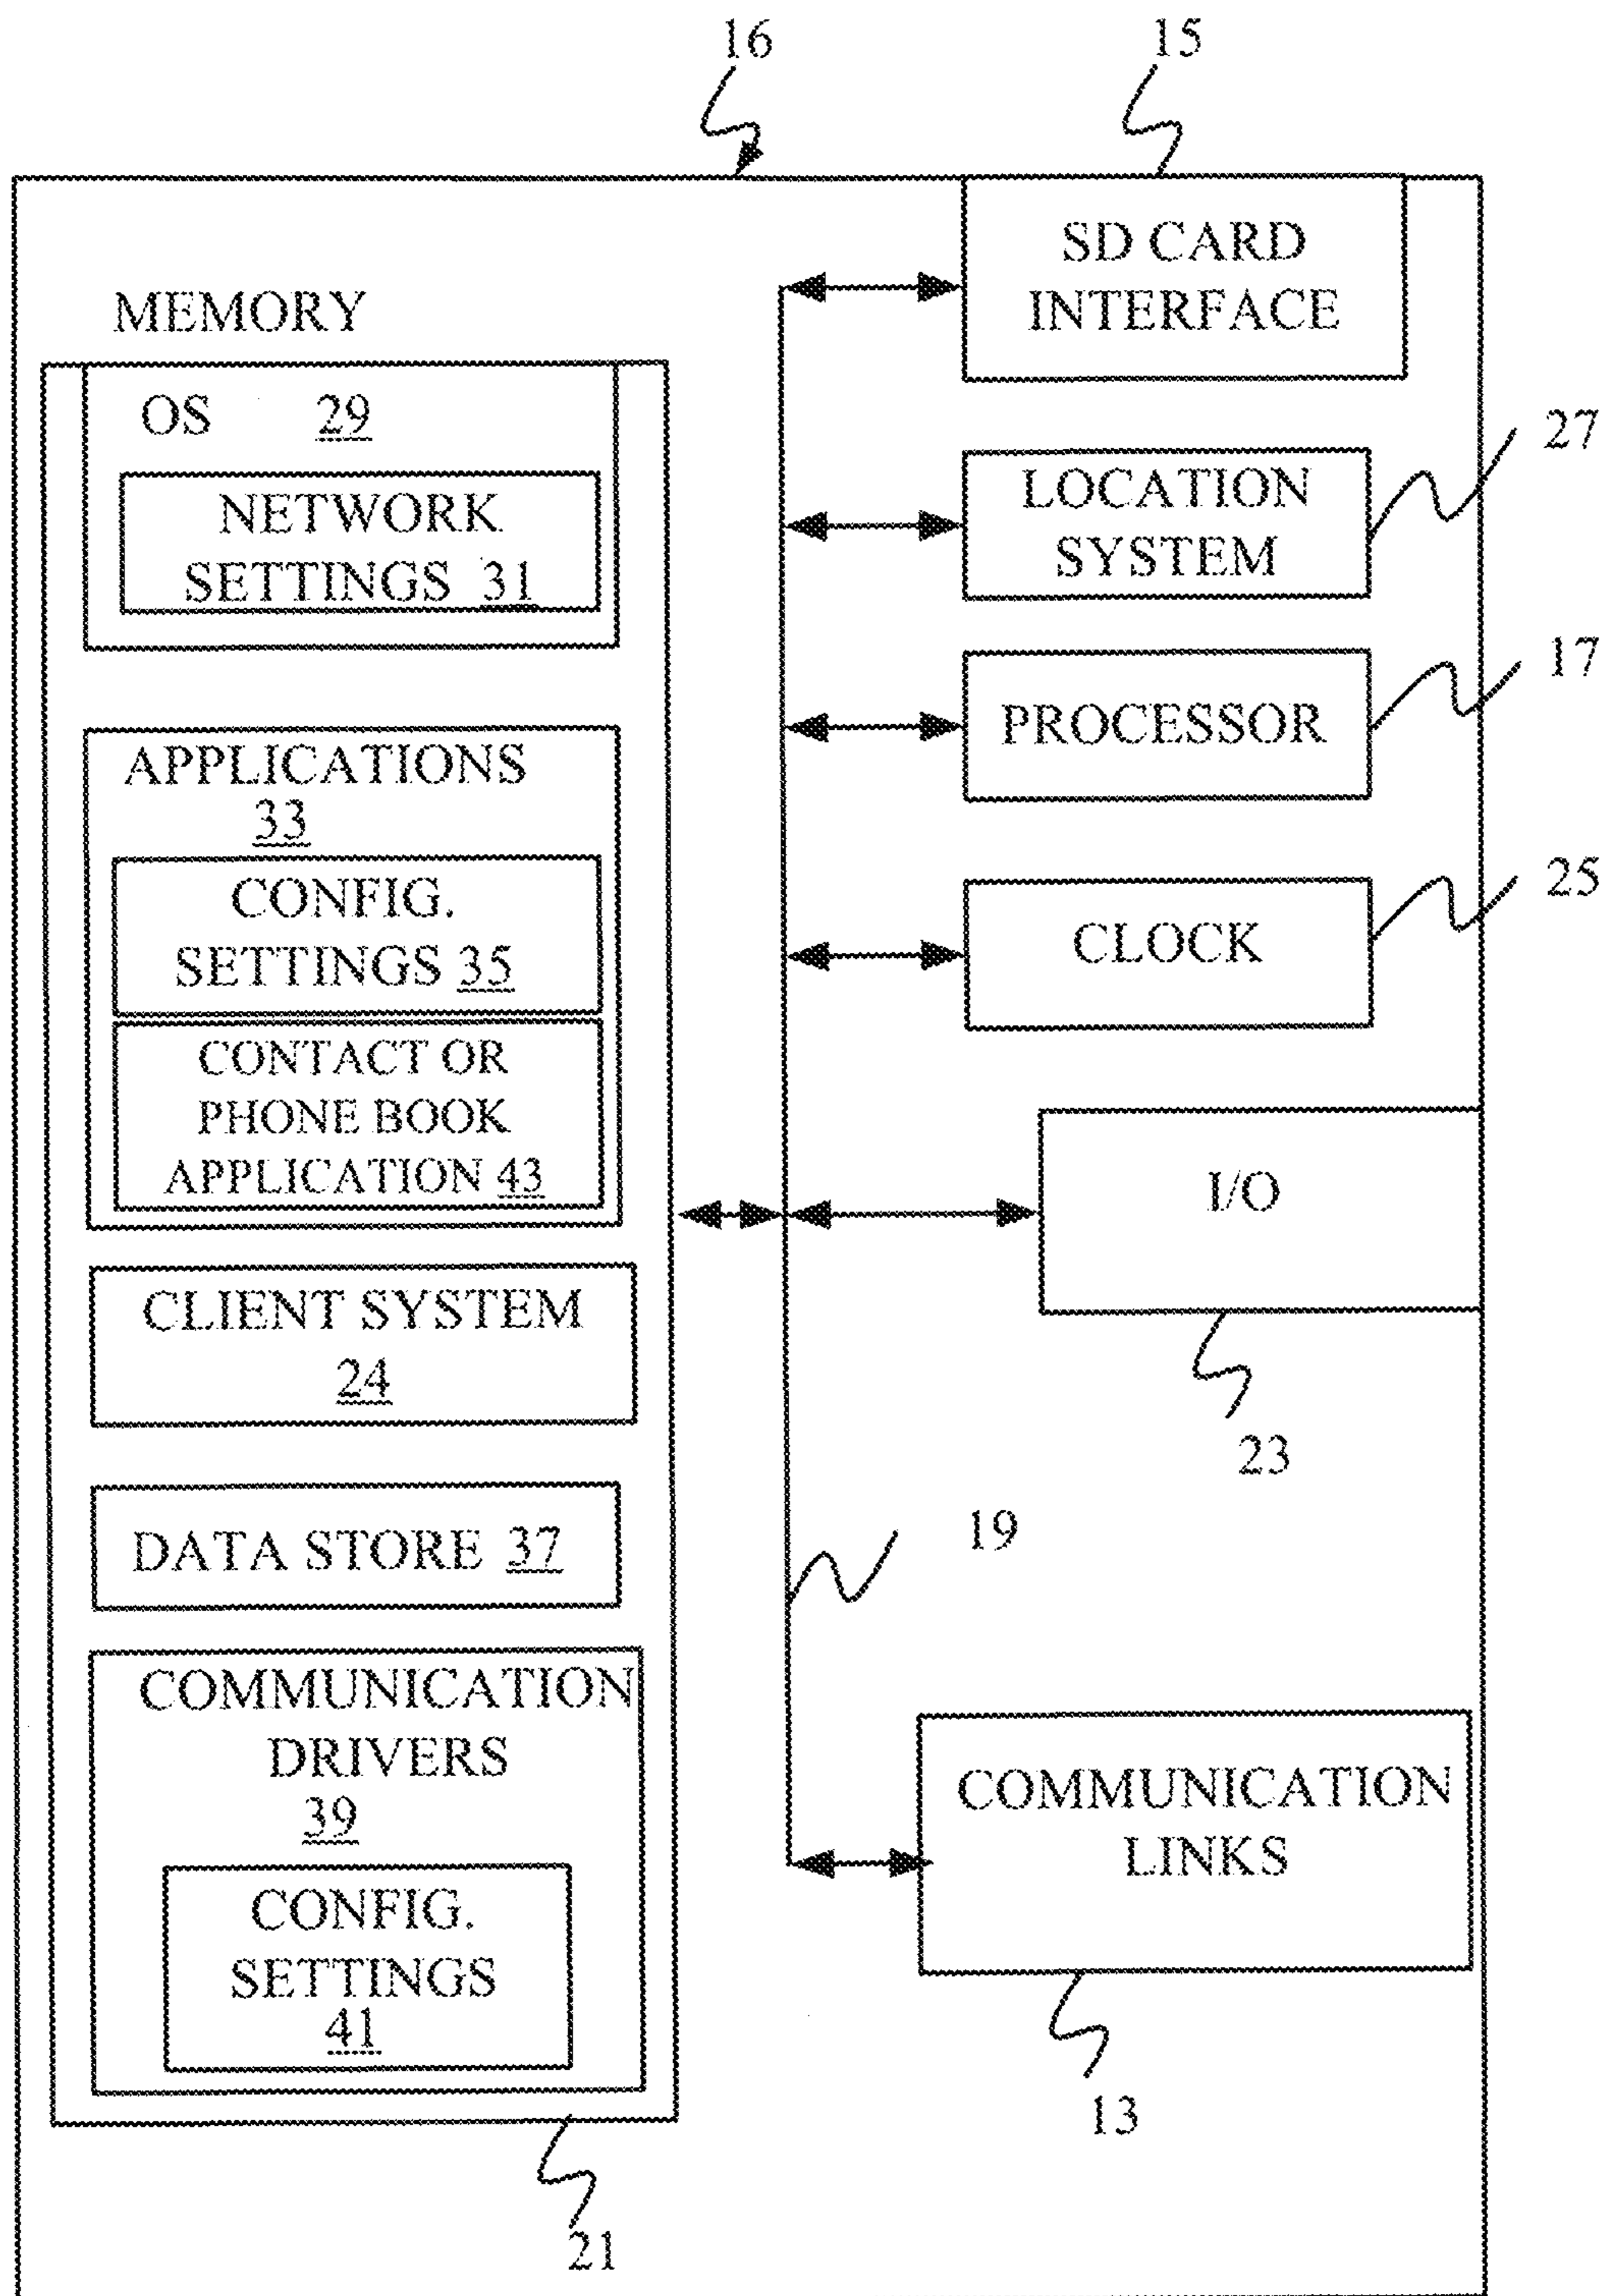 16
15
MEMORY
OS 29
NETWORK
SETTINGS 31
APPLICATIONS
33
CONFIG.
SETTINGS 35
CONTACT OR
PHONE BOOK
APPLICATION 43
CLIENT SYSTEM
24
DATA STORE 37
COMMUNICATION
DRIVERS
39
CONFIG.
SETTINGS
41
21
SD CARD
INTERFACE
LOCATION
SYSTEM
27
PROCESSOR
17
CLOCK
25
I/O
23
19
COMMUNICATION
LINKS
13